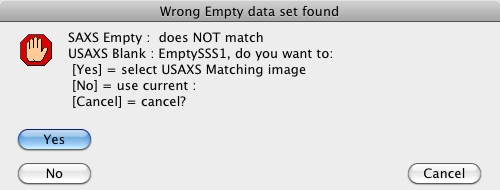 Wrong Empty data set found
SAXS Empty :  does NOT match
USAXS Blank : EmptySSS1, do you want to:
[Yes] = select USAXS Matching image
[No] = use current :
[Cancel] = cancel?
Yes
No
Cancel